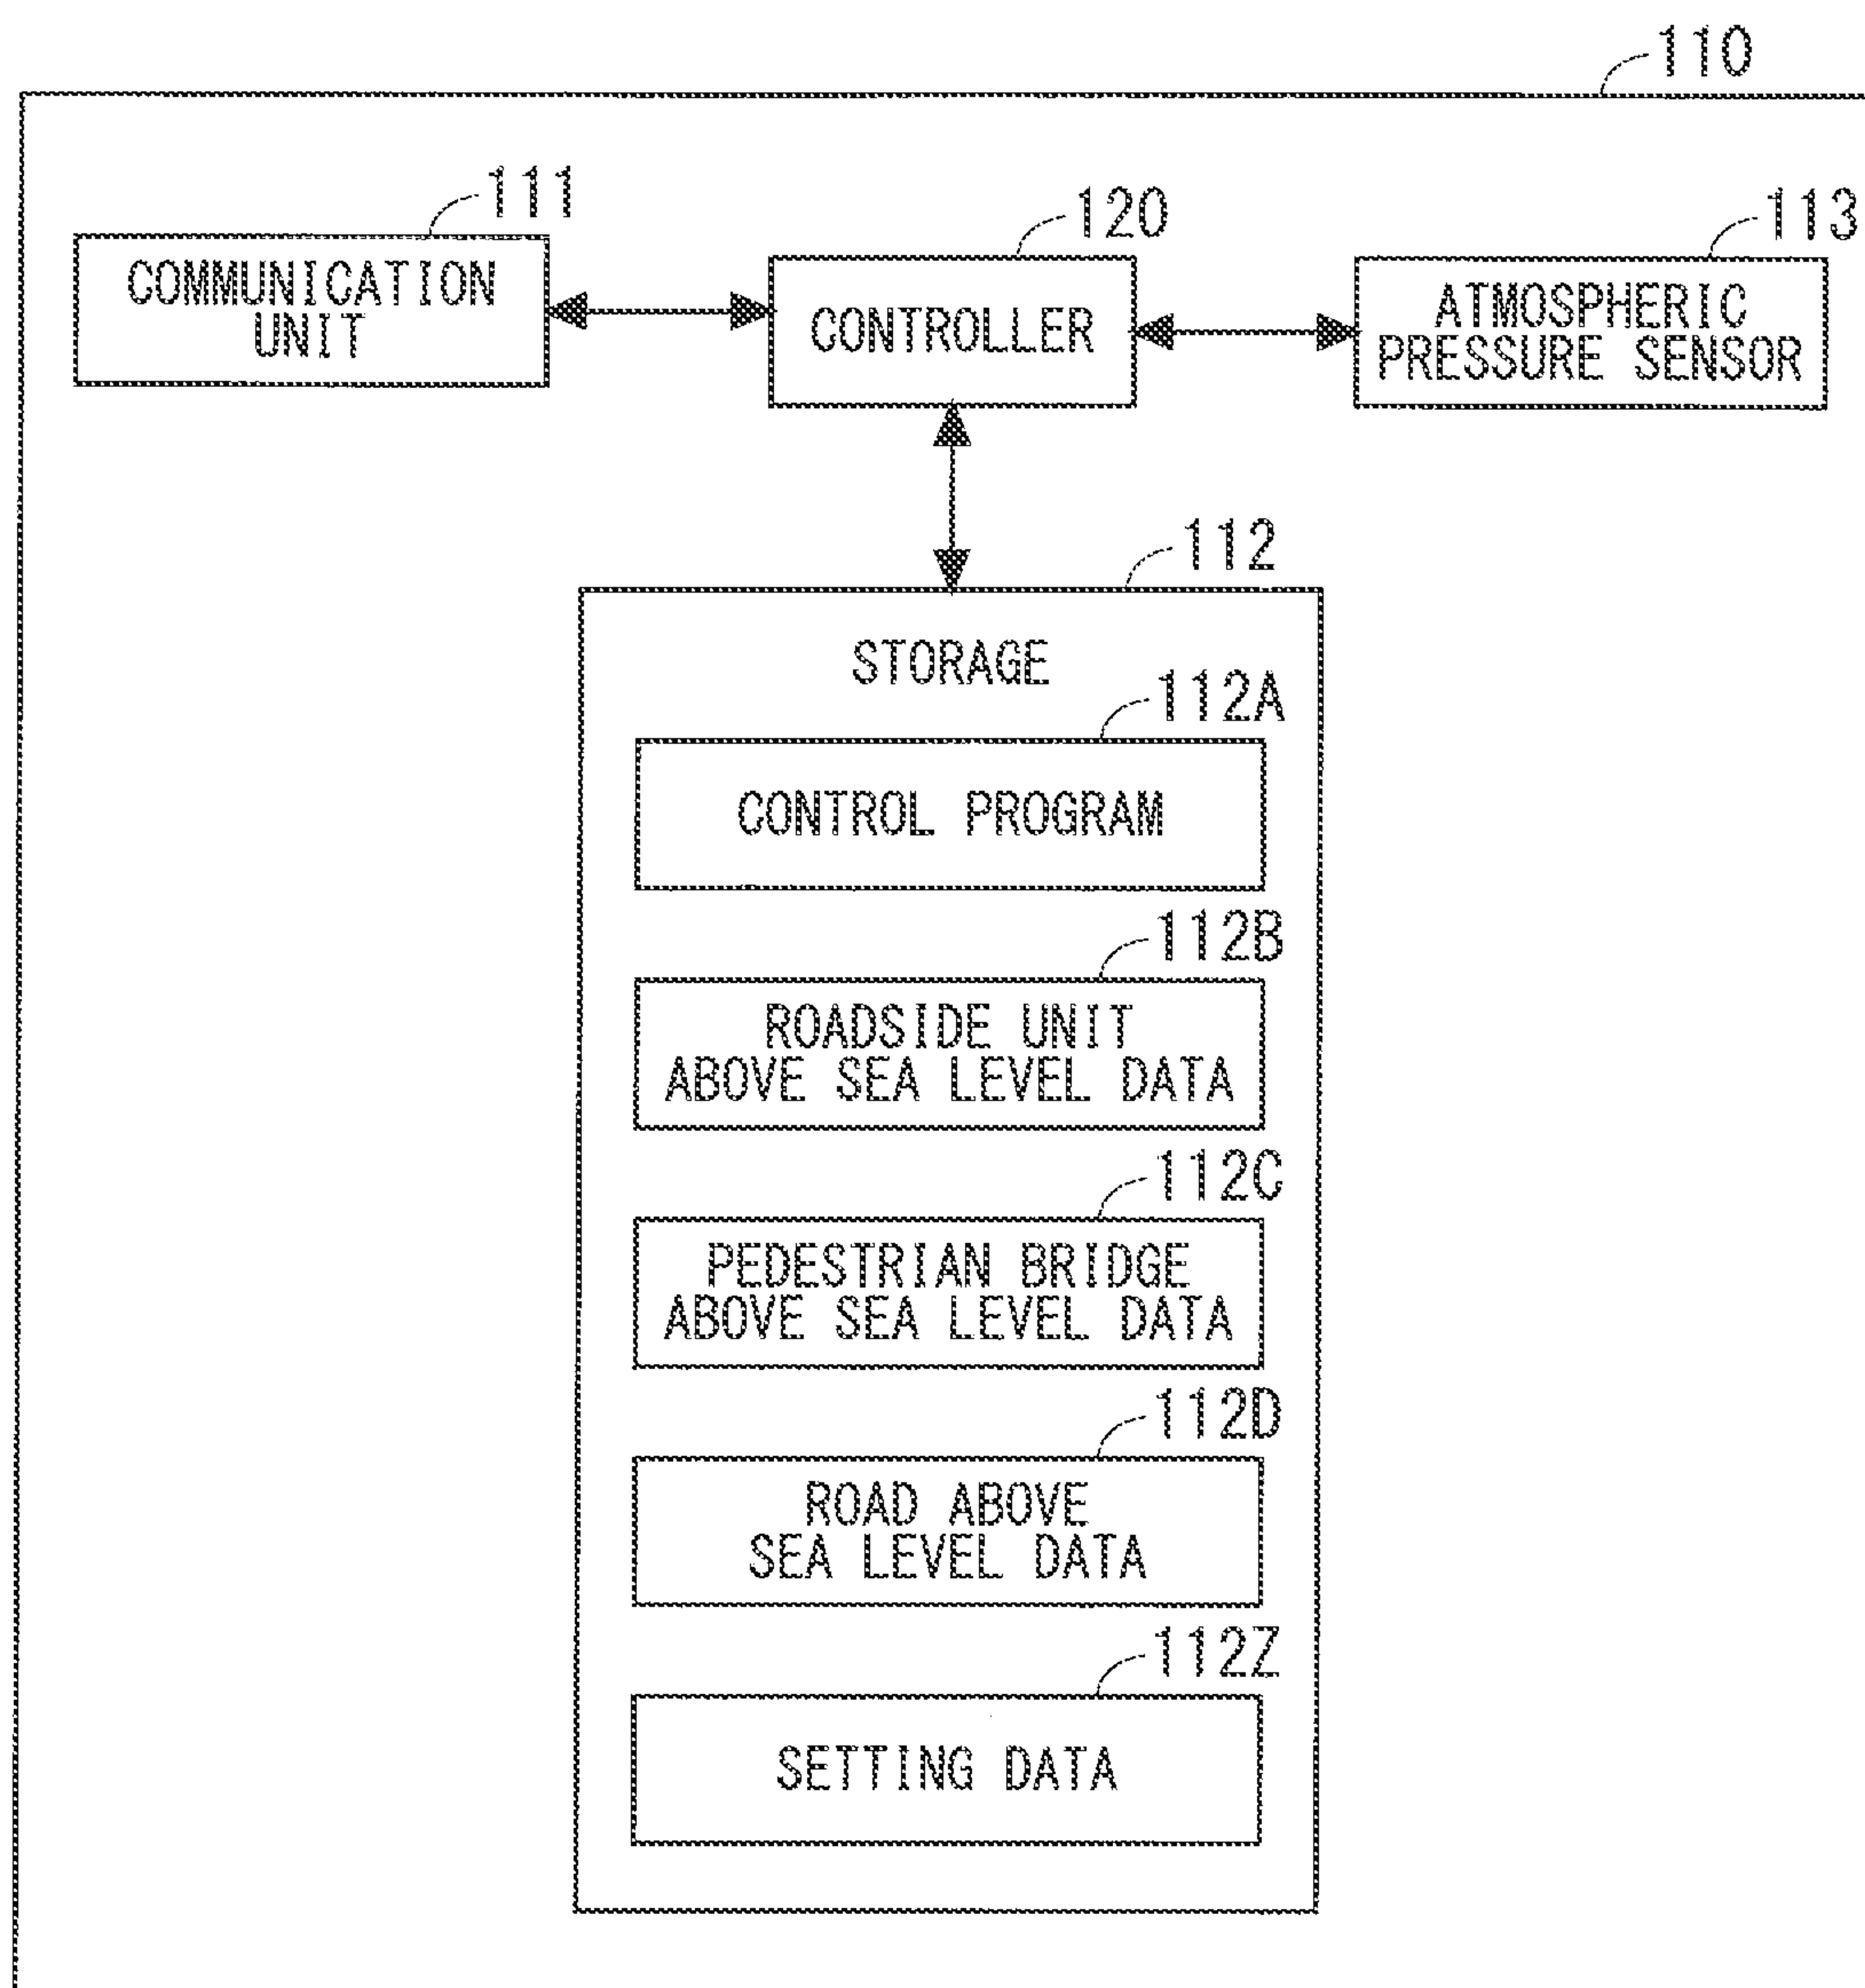 110
111
COMMUNICATION
UNIT
120
CONTROLLER
113
ATMOSPHERIC
PRESSURE SENSOR
112
STORAGE
112A
CONTROL PROGRAM
112B
ROADSIDE UNIT
ABOVE SEA LEVEL DATA
112C
PEDESTRIAN BRIDGE
ABOVE SEA LEVEL DATA
112D
ROAD ABOVE
SEA LEVEL DATA
112Z
SETTING DATA